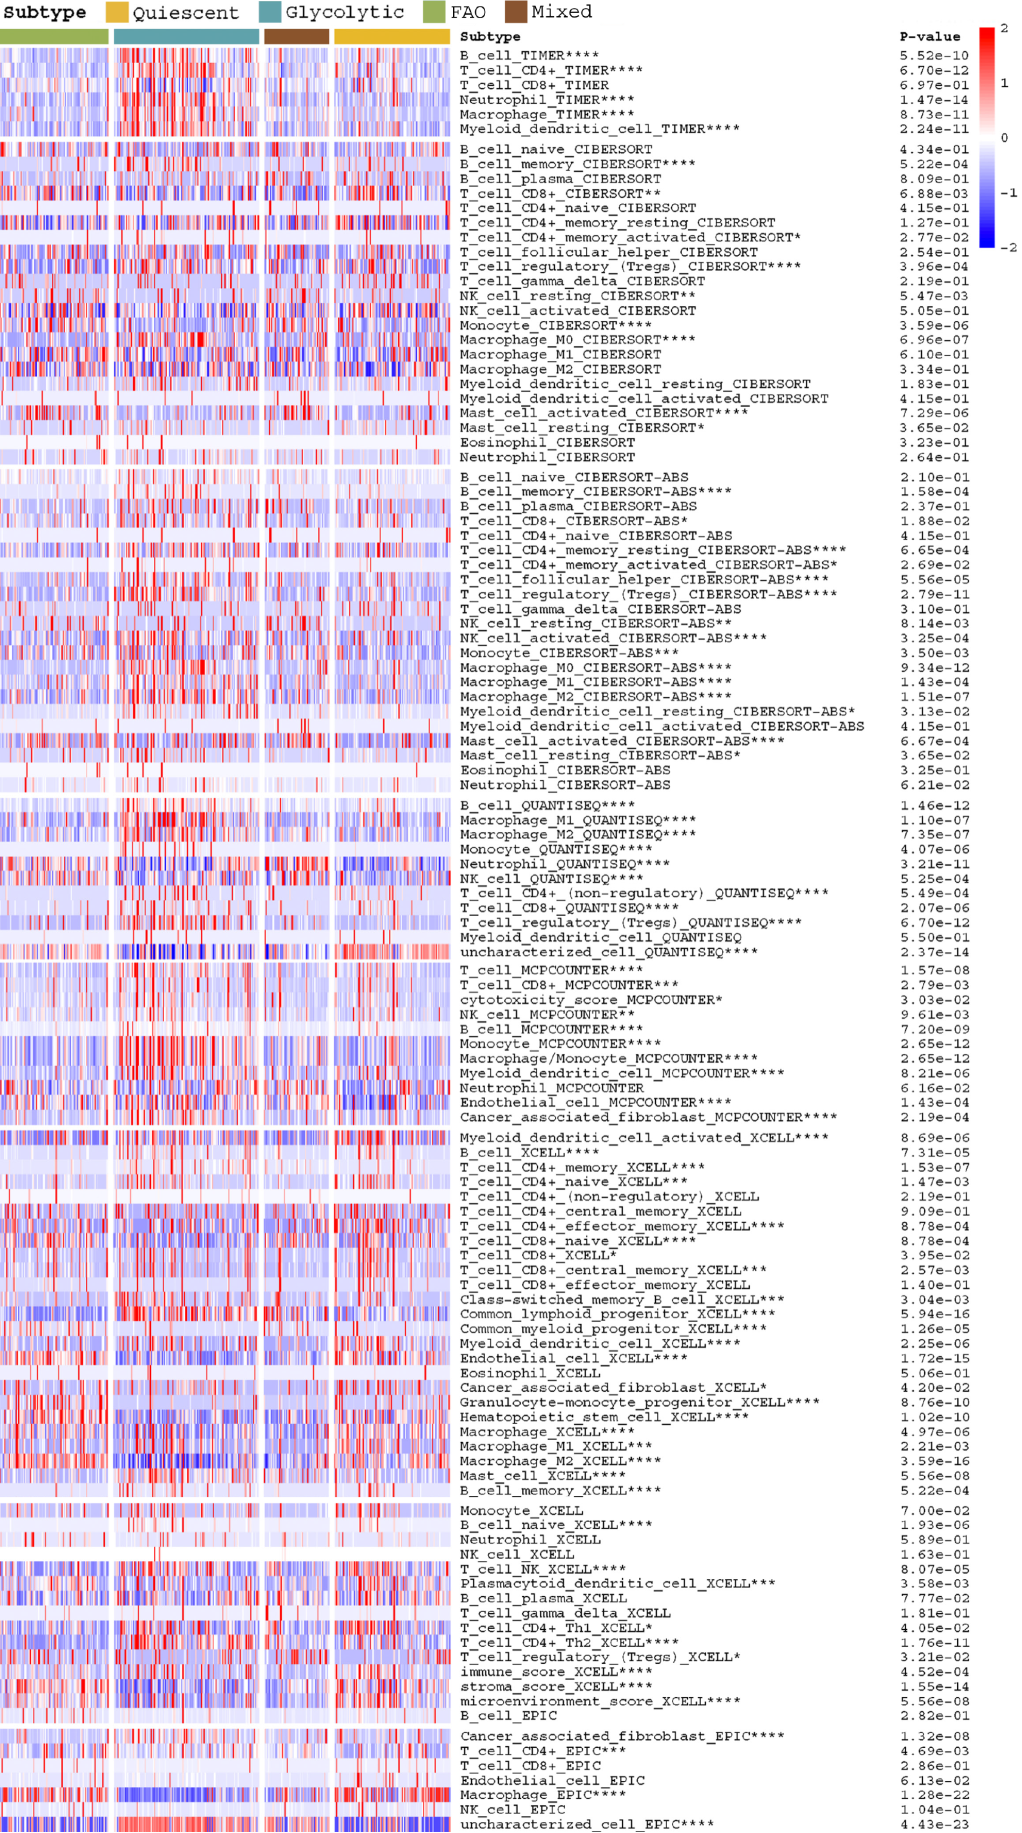 Subtype Quiescent Glycolytic FAO Mixed
Subtype P-value
B_cell_TIMER**** 5.52e-10
T_cell_CD4+_TIMER**** 6.70e-12
T_cell_CD8+_TIMER 6.97e-01
Neutrophil_TIMER**** 1.47e-14
Macrophage_TIMER**** 8.73e-11
Myeloid_dendritic_cell_TIMER**** 2.24e-11
B_cell_naive_CIBERSORT 4.34e-01
B_cell_memory_CIBERSORT**** 5.22e-04
B_cell_plasma_CIBERSORT 8.09e-01
T_cell_CD8+_CIBERSORT** 6.88e-03
T_cell_CD4+_naive_CIBERSORT 4.15e-01
T_cell_CD4+_memory_resting_CIBERSORT 1.27e-01
T_cell_CD4+_memory_activated_CIBERSORT* 2.77e-02
T_cell_follicular_helper_CIBERSORT 2.54e-01
T_cell_regulatory_(Tregs)_CIBERSORT**** 3.96e-04
T_cell_gamma_delta_CIBERSORT 2.19e-01
NK_cell_resting_CIBERSORT** 5.47e-03
NK_cell_activated_CIBERSORT 5.05e-01
Monocyte_CIBERSORT**** 3.59e-06
Macrophage_M0_CIBERSORT**** 6.96e-07
Macrophage_M1_CIBERSORT 6.10e-01
Macrophage_M2_CIBERSORT 3.34e-01
Myeloid_dendritic_cell_resting_CIBERSORT 1.83e-01
Myeloid_dendritic_cell_activated_CIBERSORT 4.15e-01
Mast_cell_activated_CIBERSORT**** 7.29e-06
Mast_cell_resting_CIBERSORT* 3.65e-02
Eosinophil_CIBERSORT 3.23e-01
Neutrophil_CIBERSORT 2.64e-01
B_cell_naive_CIBERSORT-ABS 2.10e-01
B_cell_memory_CIBERSORT-ABS**** 1.58e-04
B_cell_plasma_CIBERSORT-ABS 2.37e-01
T_cell_CD8+_CIBERSORT-ABS* 1.88e-02
T_cell_CD4+_naive_CIBERSORT-ABS 4.15e-01
T_cell_CD4+_memory_resting_CIBERSORT-ABS**** 6.65e-04
T_cell_CD4+_memory_activated_CIBERSORT-ABS* 2.69e-02
T_cell_follicular_helper_CIBERSORT-ABS**** 5.56e-05
T_cell_regulatory_(Tregs)_CIBERSORT-ABS**** 2.79e-11
T_cell_gamma_delta_CIBERSORT-ABS 3.10e-01
NK_cell_resting_CIBERSORT-ABS** 8.14e-03
NK_cell_activated_CIBERSORT-ABS**** 3.25e-04
Monocyte_CIBERSORT-ABS*** 3.50e-03
Macrophage_M0_CIBERSORT-ABS**** 9.34e-12
Macrophage_M1_CIBERSORT-ABS**** 1.43e-04
Macrophage_M2_CIBERSORT-ABS**** 1.51e-07
Myeloid_dendritic_cell_resting_CIBERSORT-ABS* 3.13e-02
Myeloid_dendritic_cell_activated_CIBERSORT-ABS 4.15e-01
Mast_cell_activated_CIBERSORT-ABS**** 6.67e-04
Mast_cell_resting_CIBERSORT-ABS* 3.65e-02
Eosinophil_CIBERSORT-ABS 3.25e-01
Neutrophil_CIBERSORT-ABS 6.21e-02
B_cell_QUANTISEQ**** 1.46e-12
Macrophage_M1_QUANTISEQ**** 1.10e-07
Macrophage_M2_QUANTISEQ**** 7.35e-07
Monocyte_QUANTISEQ**** 4.07e-06
Neutrophil_QUANTISEQ**** 3.21e-11
NK_cell_QUANTISEQ**** 5.25e-04
T_cell_CD4+_(non-regulatory)_QUANTISEQ**** 5.49e-04
T_cell_CD8+_QUANTISEQ**** 2.07e-06
T_cell_regulatory_(Tregs)_QUANTISEQ**** 6.70e-12
Myeloid_dendritic_cell_QUANTISEQ 5.50e-01
uncharacterized_cell_QUANTISEQ**** 2.37e-14
T_cell_MCPCOUNTER**** 1.57e-08
T_cell_CD8+_MCPCOUNTER*** 2.79e-03
cytotoxicity_score_MCPCOUNTER* 3.03e-02
NK_cell_MCPCOUNTER** 9.61e-03
B_cell_MCPCOUNTER**** 7.20e-09
Monocyte_MCPCOUNTER**** 2.65e-12
Macrophage/Monocyte_MCPCOUNTER**** 2.65e-12
Myeloid_dendritic_cell_MCPCOUNTER**** 8.21e-06
Neutrophil_MCPCOUNTER 6.16e-02
Endothelial_cell_MCPCOUNTER**** 1.43e-04
Cancer_associated_fibroblast_MCPCOUNTER**** 2.19e-04
Myeloid_dendritic_cell_activated_XCELL**** 8.69e-06
B_cell_XCELL**** 7.31e-05
T_cell_CD4+_memory_XCELL**** 1.53e-07
T_cell_CD4+_naive_XCELL*** 1.47e-03
T_cell_CD4+_(non-regulatory)_XCELL 2.19e-01
T_cell_CD4+_central_memory_XCELL 9.09e-01
T_cell_CD4+_effector_memory_XCELL**** 8.78e-04
T_cell_CD8+_naive_XCELL**** 8.78e-04
T_cell_CD8+_XCELL* 3.95e-02
T_cell_CD8+_central_memory_XCELL*** 2.57e-03
T_cell_CD8+_effector_memory_XCELL 1.40e-01
Class-switched_memory_B_cell_XCELL*** 3.04e-03
Common_lymphoid_progenitor_XCELL**** 5.94e-16
Common_myeloid_progenitor_XCELL**** 1.26e-05
Myeloid_dendritic_cell_XCELL**** 2.25e-06
Endothelial_cell_XCELL**** 1.72e-15
Eosinophil_XCELL 5.06e-01
Cancer_associated_fibroblast_XCELL* 4.20e-02
Granulocyte-monocyte_progenitor_XCELL**** 8.76e-10
Hematopoietic_stem_cell_XCELL**** 1.02e-10
Macrophage_XCELL**** 4.97e-06
Macrophage_M1_XCELL*** 2.21e-03
Macrophage_M2_XCELL**** 3.59e-16
Mast_cell_XCELL**** 5.56e-08
B_cell_memory_XCELL**** 5.22e-04
Monocyte_XCELL 7.00e-02
B_cell_naive_XCELL**** 1.93e-06
Neutrophil_XCELL 5.89e-01
NK_cell_XCELL 1.63e-01
T_cell_NK_XCELL**** 8.07e-05
Plasmacytoid_dendritic_cell_XCELL*** 3.58e-03
B_cell_plasma_XCELL 7.77e-02
T_cell_gamma_delta_XCELL 1.81e-01
T_cell_CD4+_Th1_XCELL* 4.05e-02
T_cell_CD4+_Th2_XCELL**** 1.76e-11
T_cell_regulatory_(Tregs)_XCELL* 3.21e-02
immune_score_XCELL**** 4.52e-04
stroma_score_XCELL**** 1.55e-14
microenvironment_score_XCELL**** 5.56e-08
B_cell_EPIC 2.82e-01
Cancer_associated_fibroblast_EPIC**** 1.32e-08
T_cell_CD4+_EPIC*** 4.69e-03
T_cell_CD8+_EPIC 2.86e-01
Endothelial_cell_EPIC 6.13e-02
Macrophage_EPIC**** 1.28e-22
NK_cell_EPIC 1.04e-01
uncharacterized_cell_EPIC**** 4.43e-23
2
1
0
-1
-2